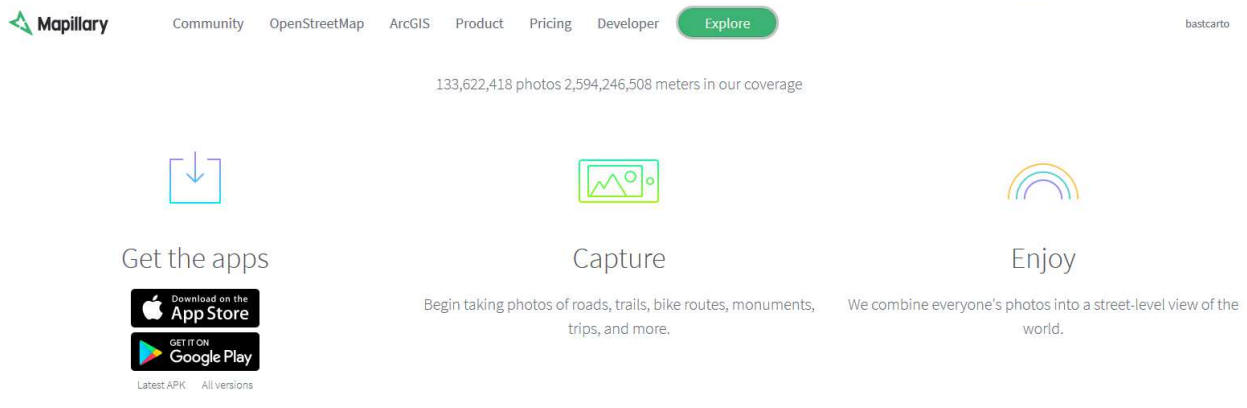 Mapillary
Community OpenStreetMap ArcGIS Product Pricing Developer Explore bastcarto
133,622,418 photos 2,594,246,508 meters in our coverage
Get the apps
Download on the
App Store
GET IT ON
Google Play
Latest APK All versions
Capture
Begin taking photos of roads, trails, bike routes, monuments,
trips, and more.
Enjoy
We combine everyone's photos into a street-level view of the
world.